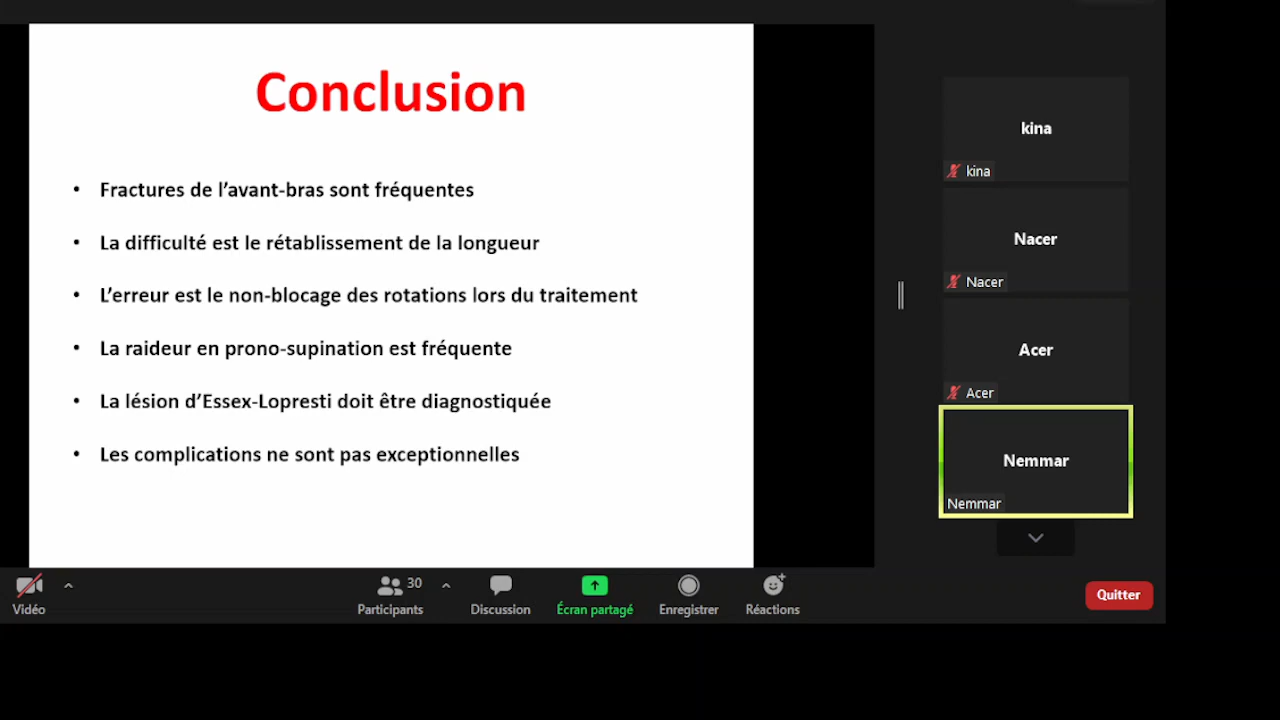 Conclusion
• Fractures de l’avant-bras sont fréquentes
• La difficulté est le rétablissement de la longueur
• L’erreur est le non-blocage des rotations lors du traitement
• La raideur en prono-supination est fréquente
• La lésion d’Essex-Lopresti doit être diagnostiquée
• Les complications ne sont pas exceptionnelles
kina
kina
Nacer
Nacer
Acer
Acer
Nemmar
Nemmar
Vidéo
30
Participants
Discussion
Écran partagé
Enregistrer
Réactions
Quitter